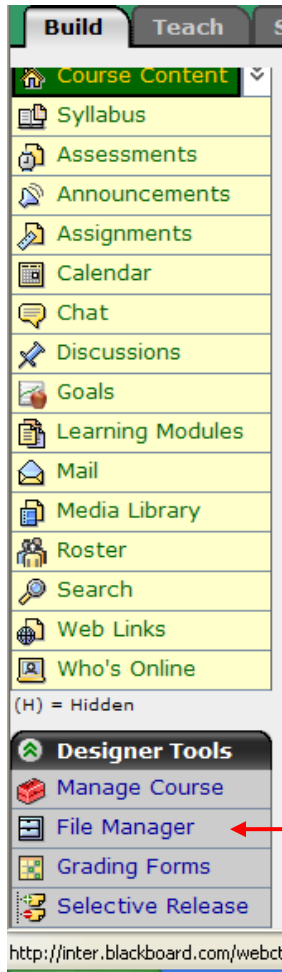 Build Teach S
Course Content
Syllabus
Assessments
Announcements
Assignments
Calendar
Chat
Discussions
Goals
Learning Modules
Mail
Media Library
Roster
Search
Web Links
Who's Online
(H) = Hidden
Designer Tools
Manage Course
File Manager
Grading Forms
Selective Release
http://inter.blackboard.com/webct